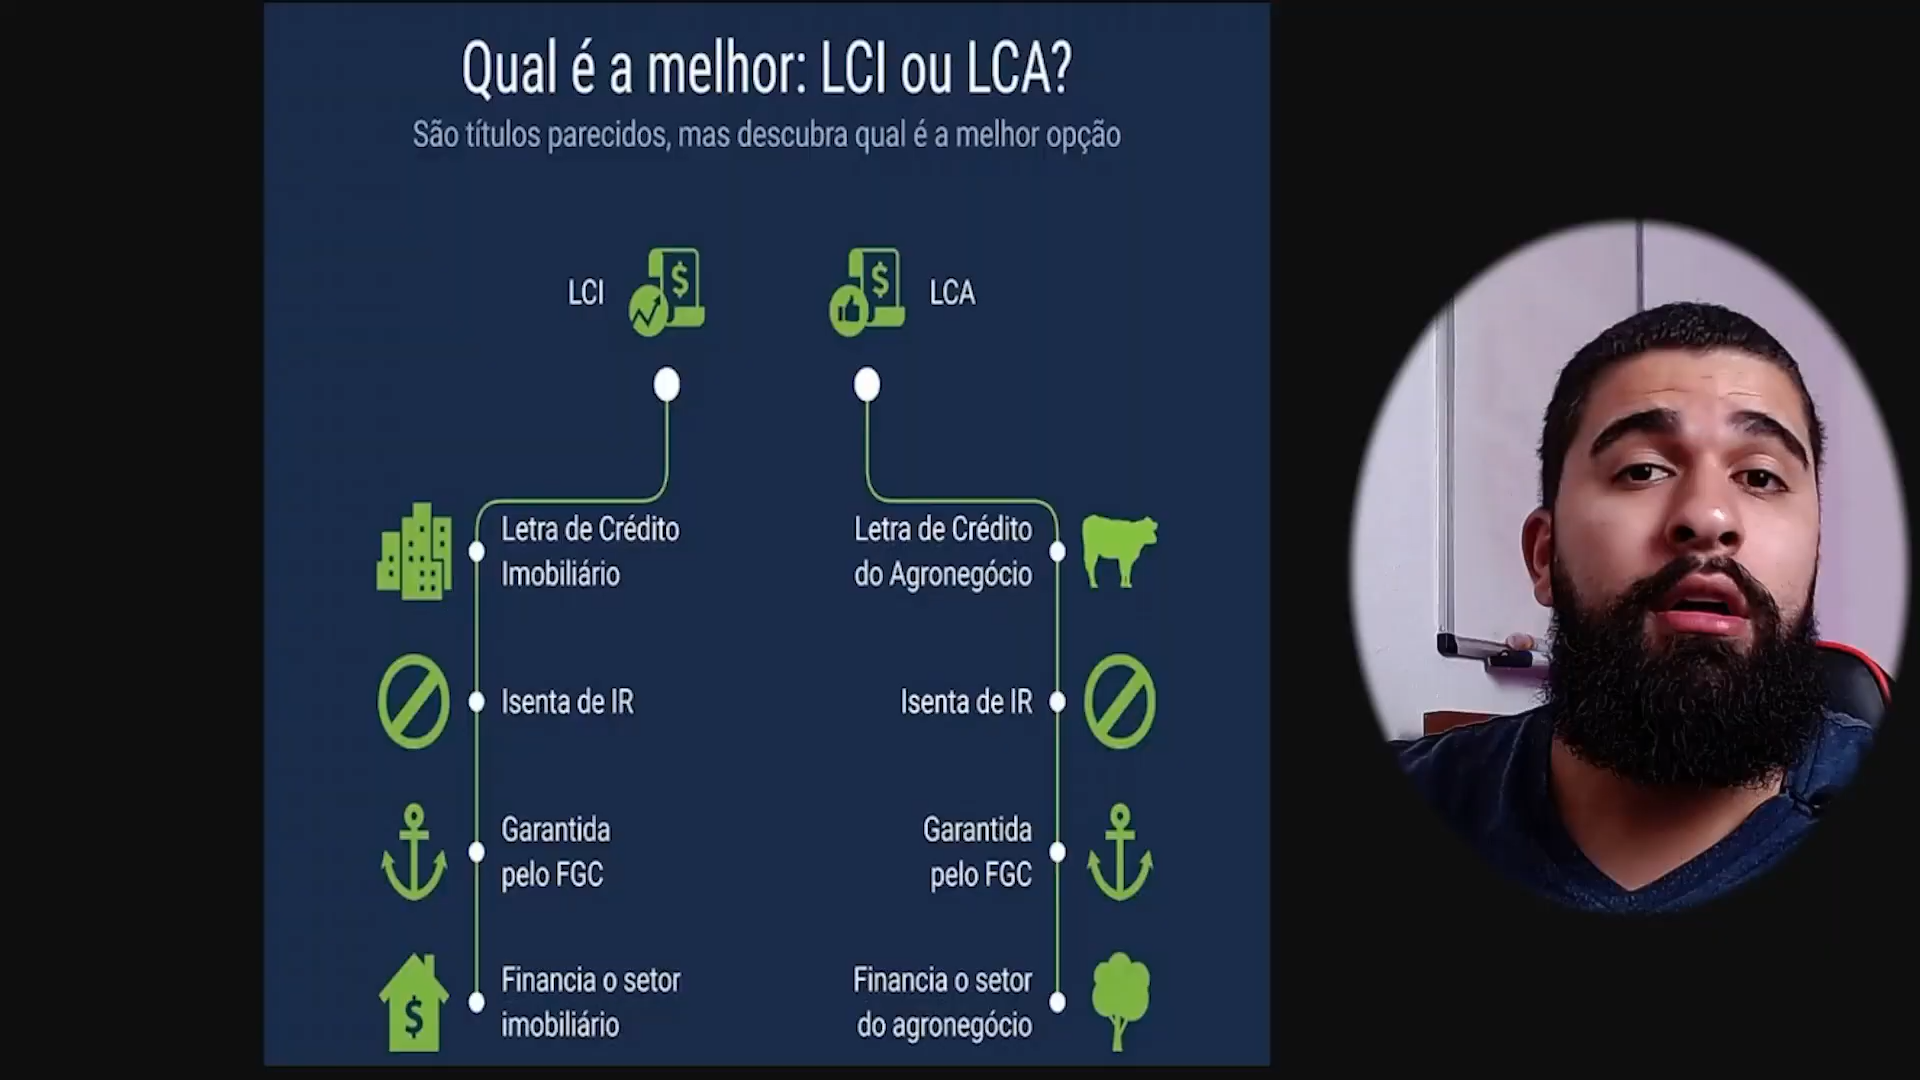 Qual é a melhor: LCI ou LCA?
São títulos parecidos, mas descubra qual é a melhor opção
LCI
$
$
LCA
Letra de Crédito
Imobiliário
Letra de Crédito
do Agronegócio
Isenta de IR
Isenta de IR
Garantida
pelo FGC
Garantida
pelo FGC
$
Financia o setor
imobiliário
Financia o setor
do agronegócio